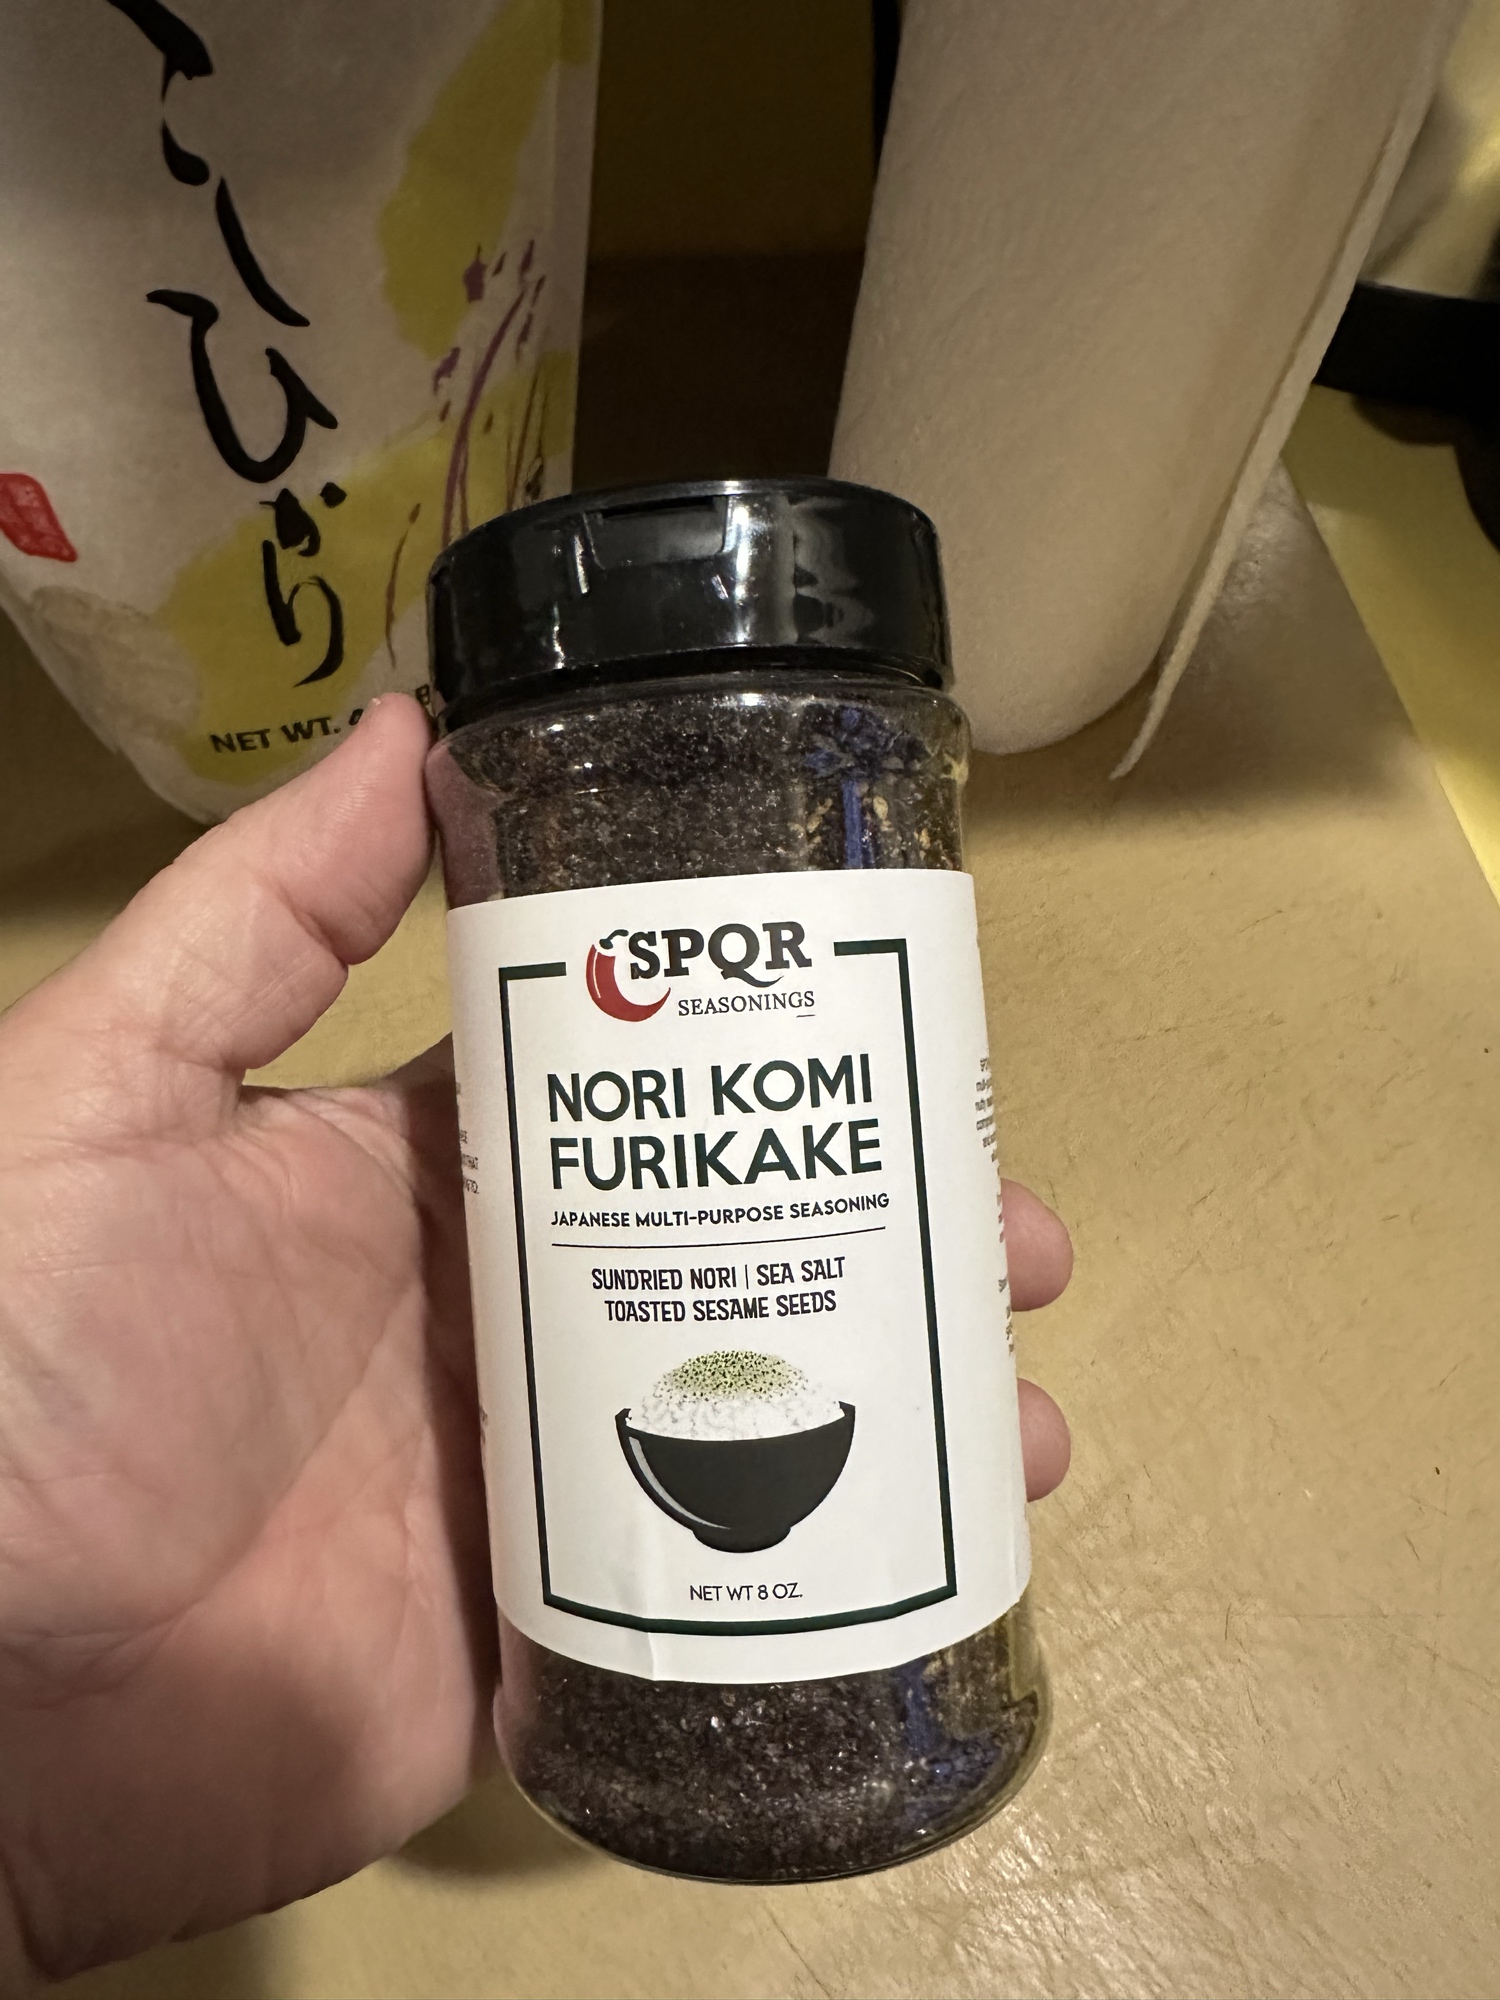 こしひかり
NET WT.
SPQR
SEASONINGS
NORI KOMI
FURIKAKE
JAPANESE MULTI-PURPOSE SEASONING
SUNDRIED NORI | SEA SALT
TOASTED SESAME SEEDS
NET WT 8 OZ.